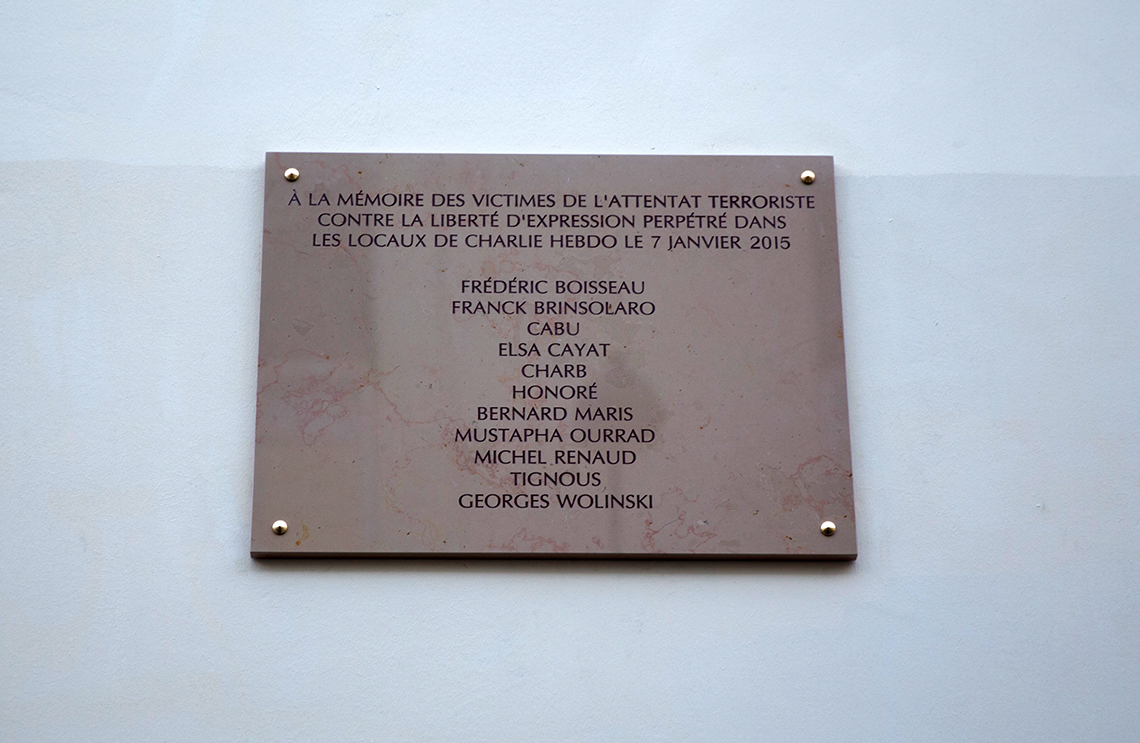 À LA MÉMOIRE DES VICTIMES DE L'ATTENTAT TERRORISTE
CONTRE LA LIBERTÉ D'EXPRESSION PERPÉTRÉ DANS
LES LOCAUX DE CHARLIE HEBDO LE 7 JANVIER 2015
FRÉDÉRIC BOISSEAU
FRANCK BRINSOLARO
CABU
ELSA CAYAT
CHARB
HONORÉ
BERNARD MARIS
MUSTAPHA OURRAD
MICHEL RENAUD
TIGNOUS
GEORGES WOLINSKI